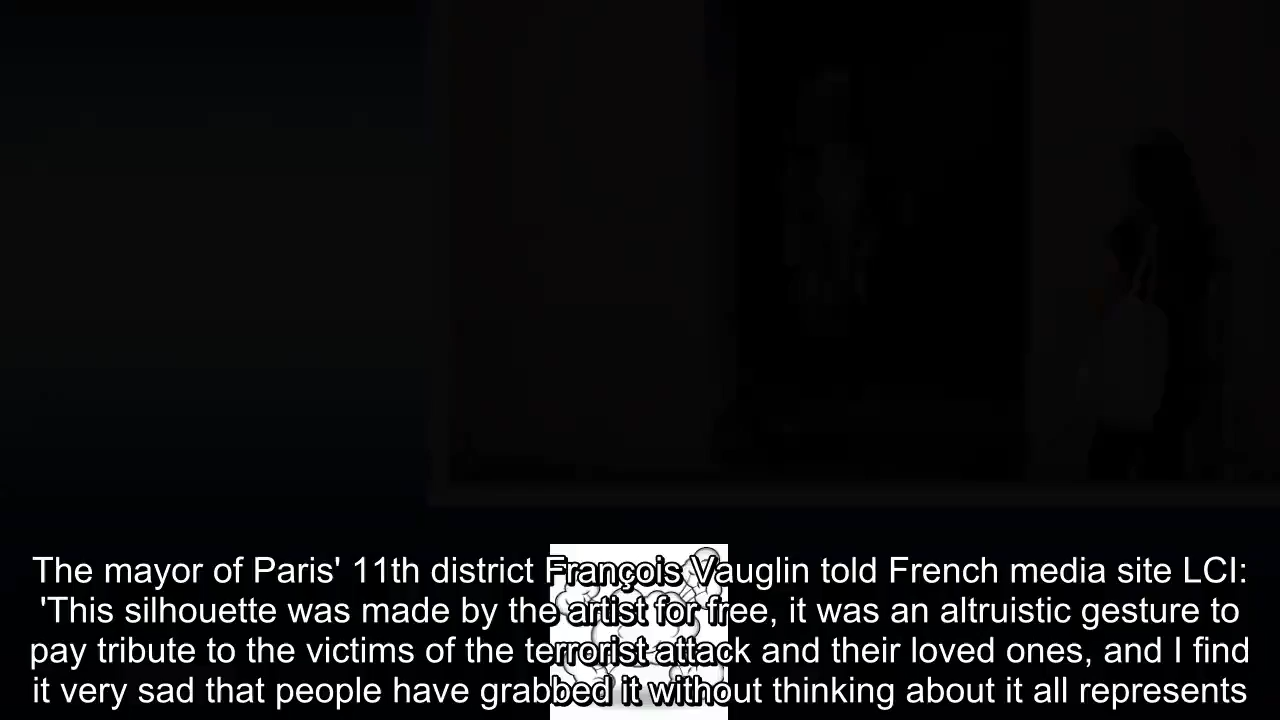 The mayor of Paris' 11th district François Vauglin told French media site LCI:
'This silhouette was made by the artist for free, it was an altruistic gesture to
pay tribute to the victims of the terrorist attack and their loved ones, and I find
it very sad that people have grabbed it without thinking about it all represents